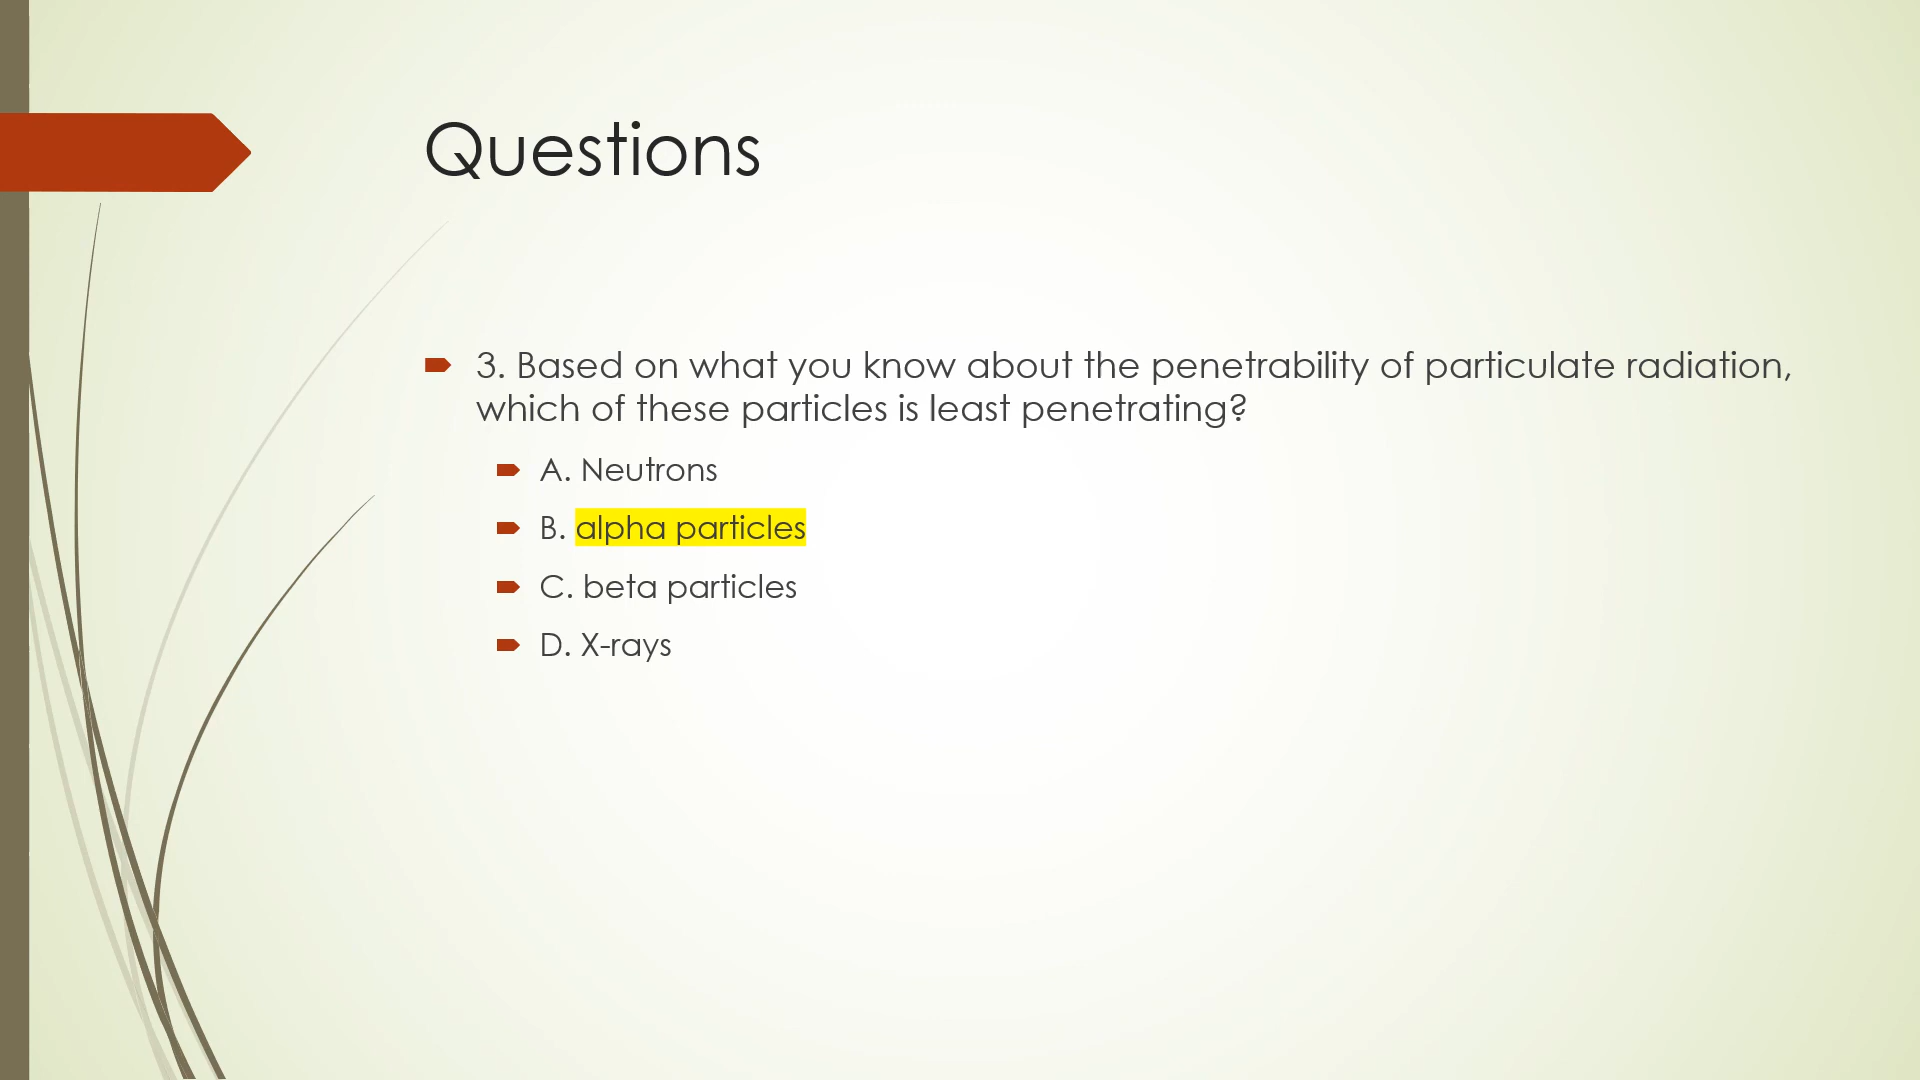 Questions
3. Based on what you know about the penetrability of particulate radiation,
which of these particles is least penetrating?
A. Neutrons
B. alpha particles
C. beta particles
D. X-rays